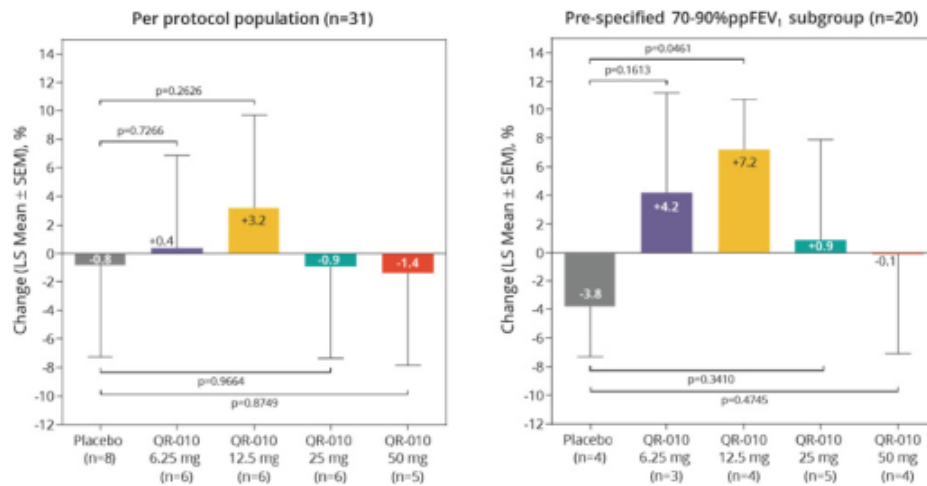 Per protocol population (n=31)
Change (LS Mean ± SEM), %
14
12
10
8
6
4
2
0
-2
-4
-6
-8
-10
-12
p=0.2626
p=0.7266
-0.8
+0.4
+3.2
-0.9
-1.4
p=0.9664
p=0.8749
Placebo
(n=8)
QR-010
6.25 mg
(n=6)
QR-010
12.5 mg
(n=6)
QR-010
25 mg
(n=6)
QR-010
50 mg
(n=5)
Pre-specified 70-90%ppFEV₁ subgroup (n=20)
Change (LS Mean ± SEM), %
14
12
10
8
6
4
2
0
-2
-4
-6
-8
-10
-12
p=0.0461
p=0.1613
-3.8
+4.2
+7.2
+0.9
-0.1
p=0.3410
p=0.4745
Placebo
(n=4)
QR-010
6.25 mg
(n=3)
QR-010
12.5 mg
(n=4)
QR-010
25 mg
(n=5)
QR-010
50 mg
(n=4)